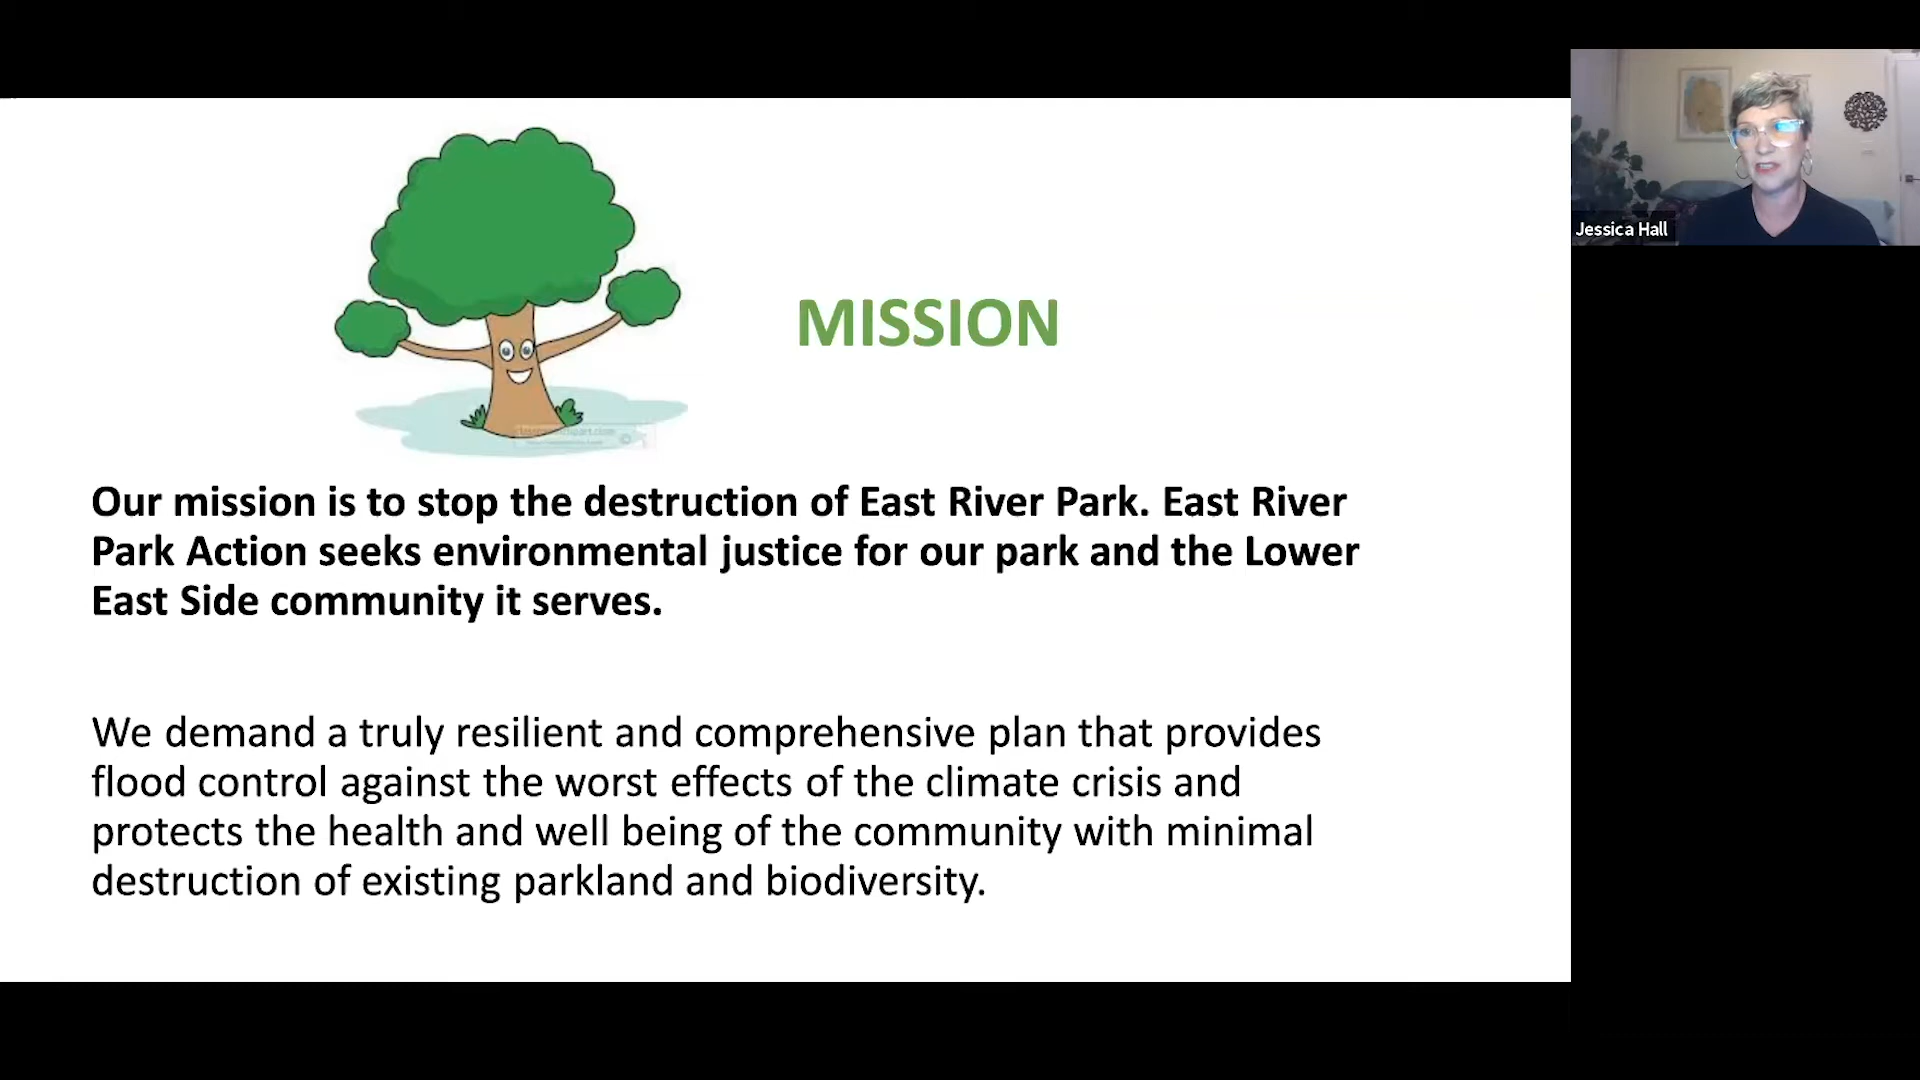 MISSION
Our mission is to stop the destruction of East River Park. East River
Park Action seeks environmental justice for our park and the Lower
East Side community it serves.
We demand a truly resilient and comprehensive plan that provides
flood control against the worst effects of the climate crisis and
protects the health and well being of the community with minimal
destruction of existing parkland and biodiversity.
Jessica Hall